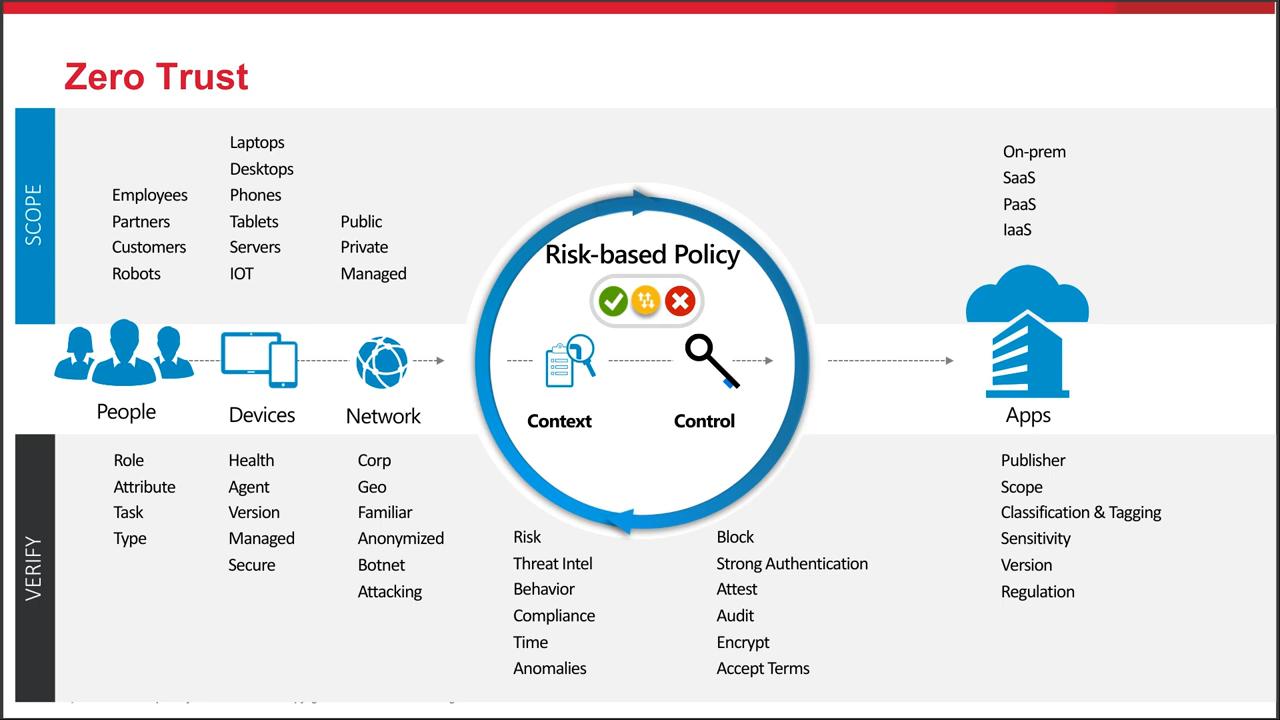 Zero Trust
SCOPE
Employees
Partners
Customers
Robots
Laptops
Desktops
Phones
Tablets
Servers
IOT
Public
Private
Managed
On-prem
SaaS
PaaS
IaaS
Risk-based Policy
Context
Control
People
Devices
Network
Apps
VERIFY
Role
Attribute
Task
Type
Health
Agent
Version
Managed
Secure
Corp
Geo
Familiar
Anonymized
Botnet
Attacking
Risk
Threat Intel
Behavior
Compliance
Time
Anomalies
Block
Strong Authentication
Attest
Audit
Encrypt
Accept Terms
Publisher
Scope
Classification & Tagging
Sensitivity
Version
Regulation